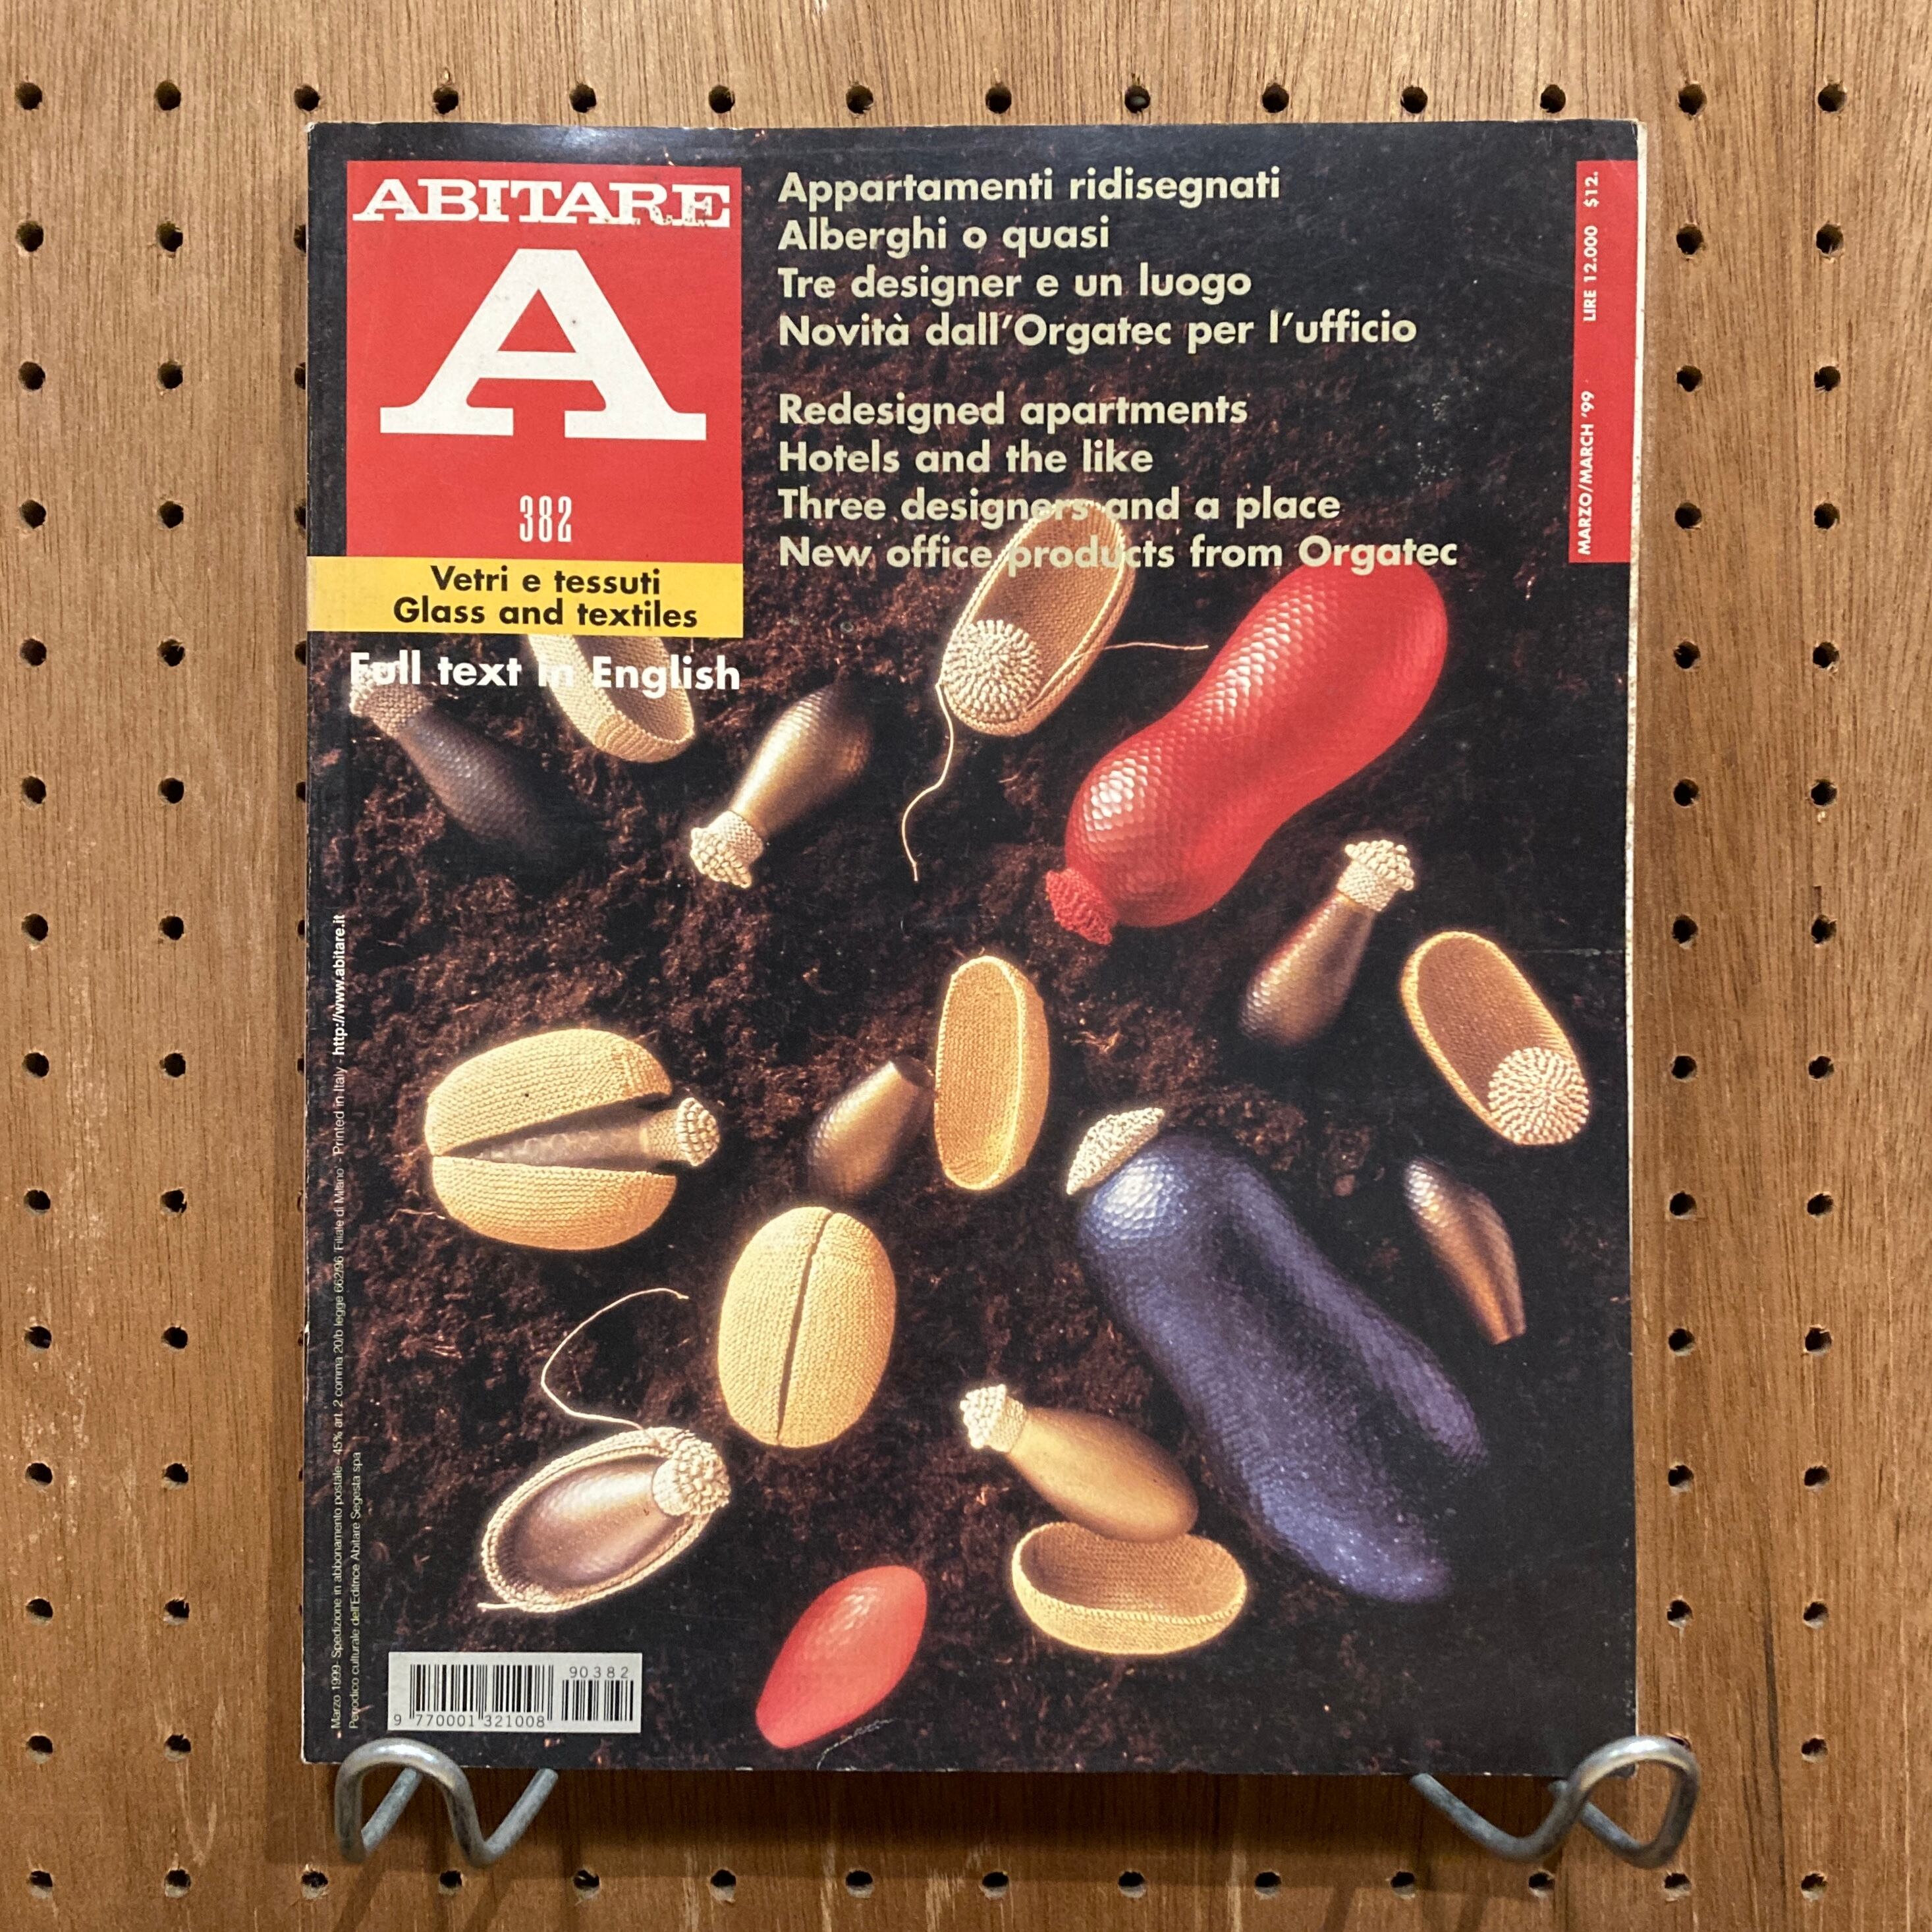 ABITARE
A
382
Vetri e tessuti
Glass and textiles
Full text in English
Appartamenti ridisegnati
Alberghi o quasi
Tre designer e un luogo
Novità dall'Orgatec per l'ufficio
Redesigned apartments
Hotels and the like
Three designers and a place
New office products from Orgatec
MARZO/MARCH '99 LIRE 12.000 $12.
Marzo 1999 - Spedizione in abbonamento postale - 45% art. 2 comma 20/b legge 662/96 Filiale di Milano - Printed in Italy - http://www.abitare.it
Periodico culturale dell'Editrice Abitare Segesta spa
90382
9 770001 321008